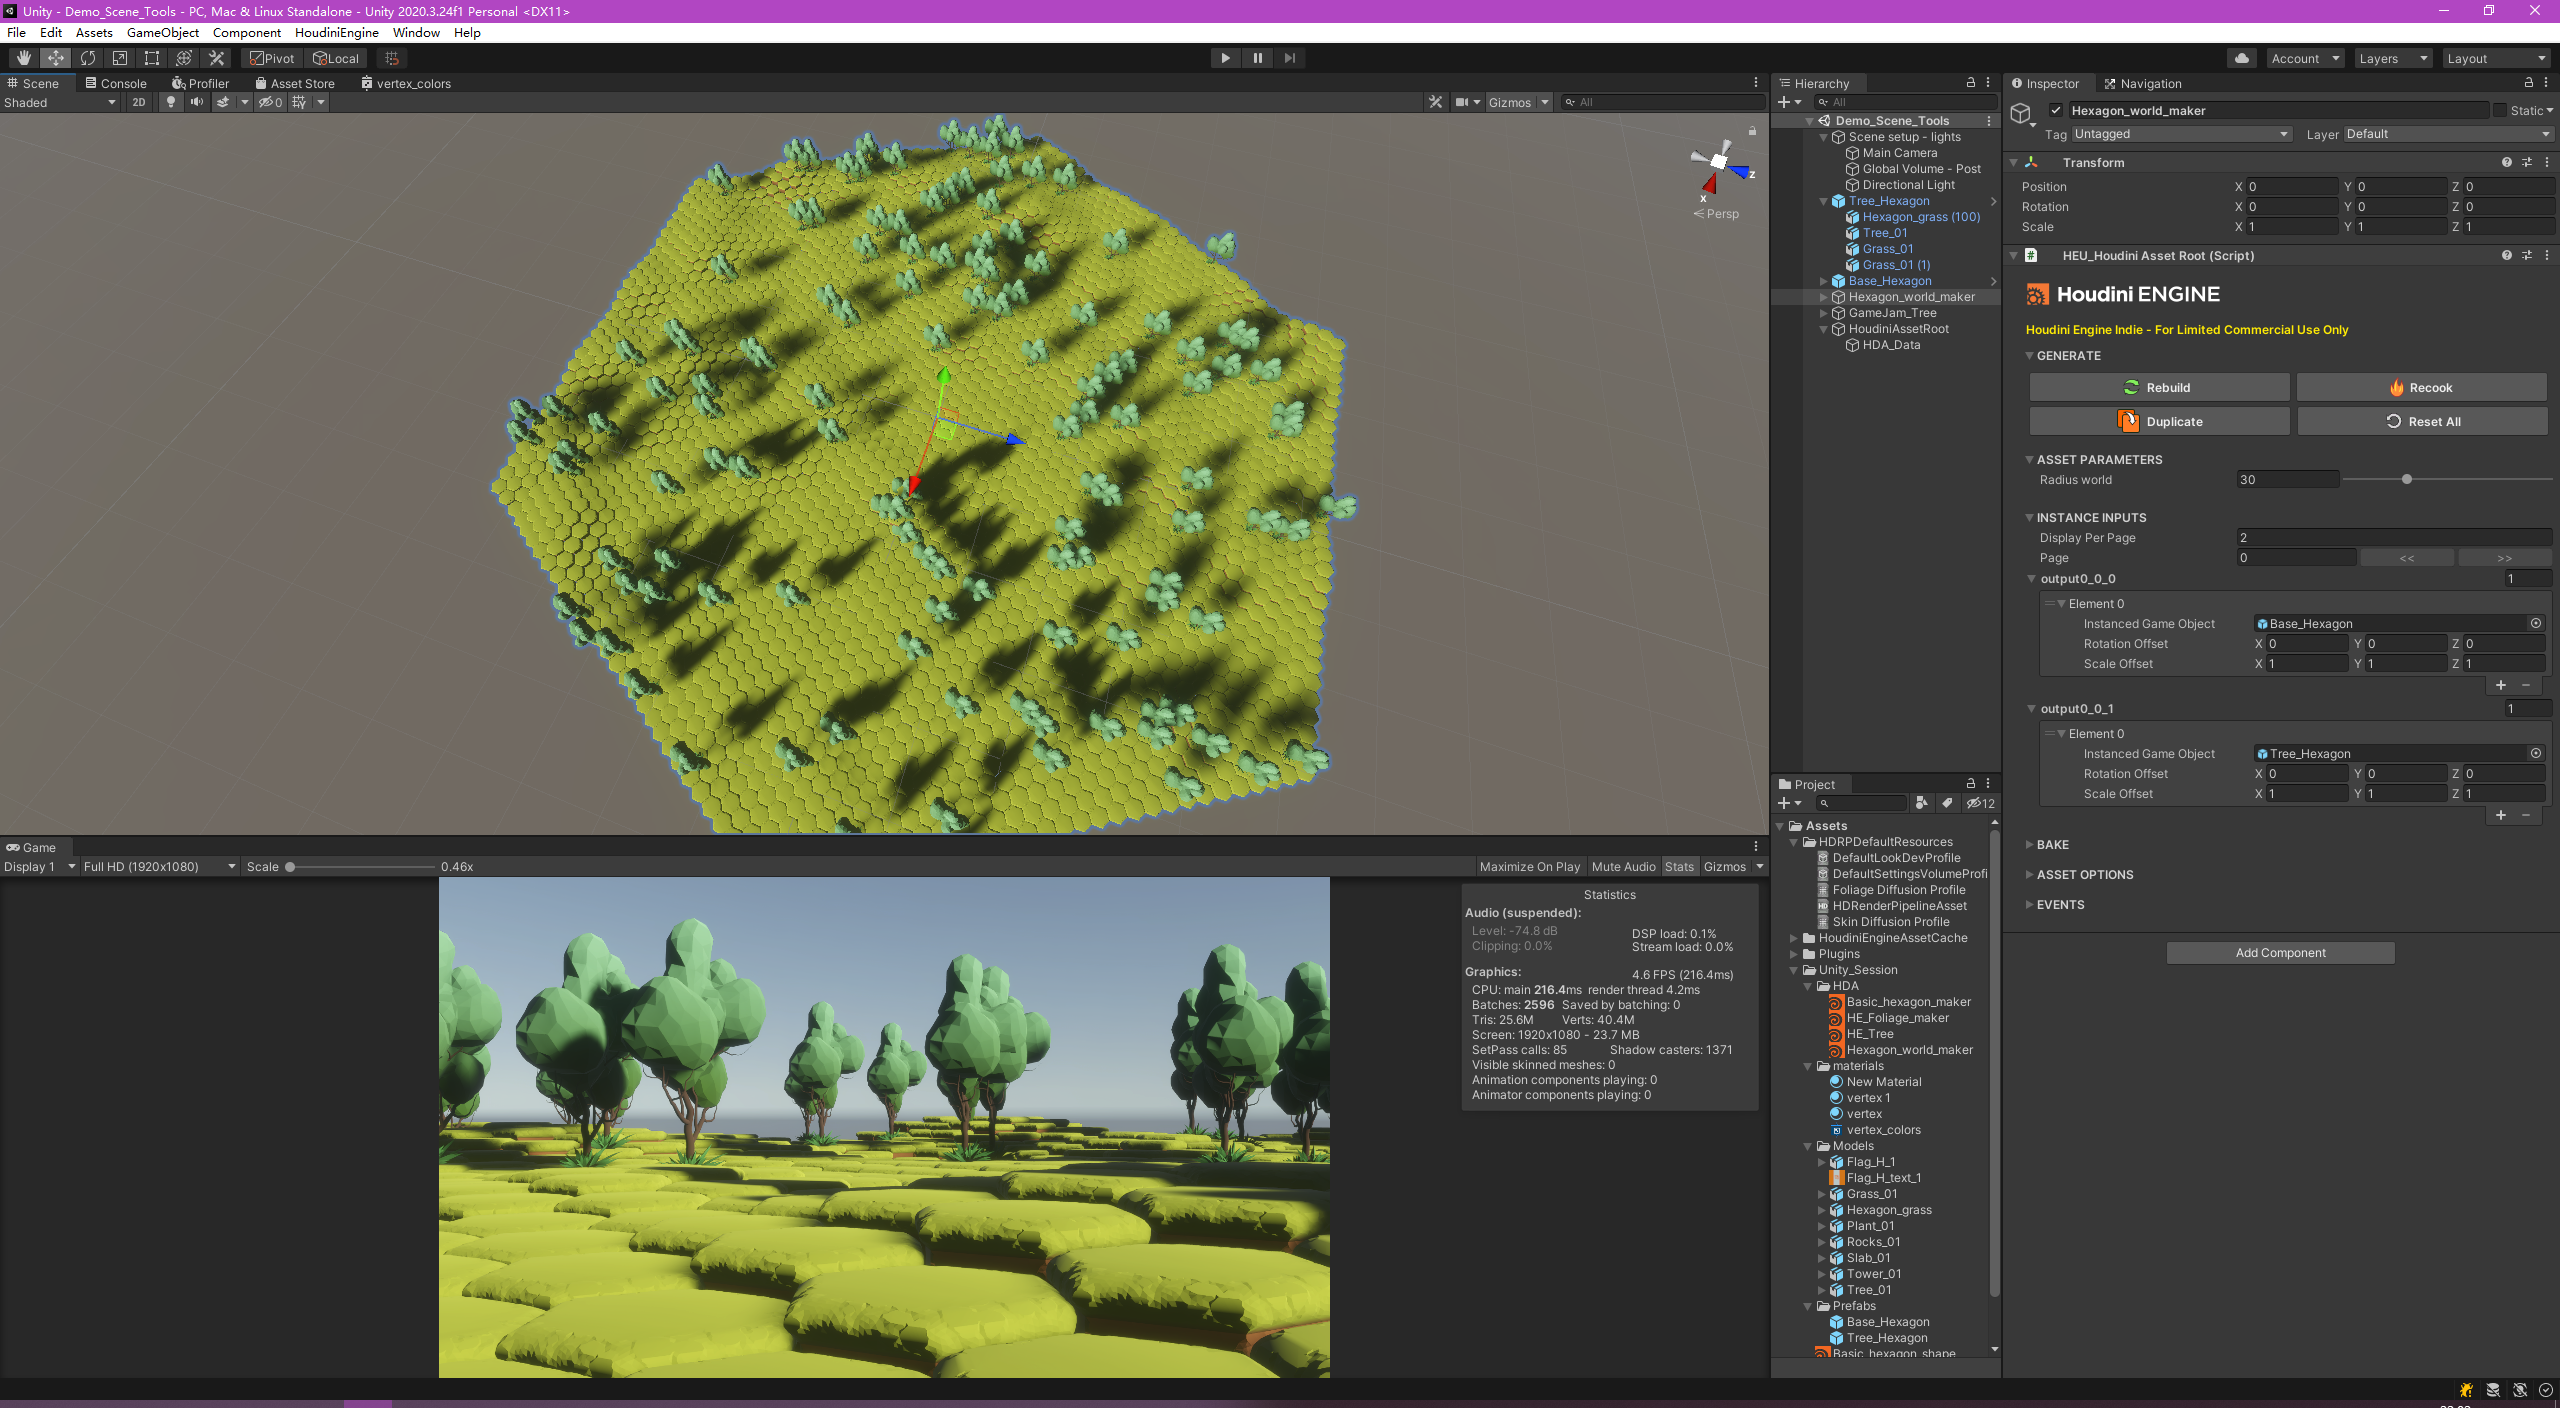 Unity - Demo_Scene_Tools - PC, Mac & Linux Standalone - Unity 2020.3.24f1 Personal <DX11>
File Edit Assets GameObject Component HoudiniEngine Window Help
Pivot Local Account Layers Layout
Scene Console Profiler Asset Store vertex_colors
Shaded 2D 0 Gizmos All
z
x
Persp
Hierarchy
All
Demo_Scene_Tools
Scene setup - lights
Main Camera
Global Volume - Post
Directional Light
Tree_Hexagon
Hexagon_grass (100)
Tree_01
Grass_01
Grass_01 (1)
Base_Hexagon
Hexagon_world_maker
GameJam_Tree
HoudiniAssetRoot
HDA_Data
Inspector Navigation
Hexagon_world_maker Static
Tag Untagged Layer Default
Transform
Position X 0 Y 0 Z 0
Rotation X 0 Y 0 Z 0
Scale X 1 Y 1 Z 1
HEU_Houdini Asset Root (Script)
Houdini ENGINE
Houdini Engine Indie - For Limited Commercial Use Only
GENERATE
Rebuild Recook
Duplicate Reset All
ASSET PARAMETERS
Radius world 30
INSTANCE INPUTS
Display Per Page 2
Page 0 << >>
output0_0_0 1
Element 0
Instanced Game Object Base_Hexagon
Rotation Offset X 0 Y 0 Z 0
Scale Offset X 1 Y 1 Z 1
+ −
output0_0_1 1
Element 0
Instanced Game Object Tree_Hexagon
Rotation Offset X 0 Y 0 Z 0
Scale Offset X 1 Y 1 Z 1
+ −
BAKE
ASSET OPTIONS
EVENTS
Add Component
Game
Display 1 Full HD (1920x1080) Scale 0.46x Maximize On Play Mute Audio Stats Gizmos
Statistics
Audio (suspended):
Level: -74.8 dB DSP load: 0.1%
Clipping: 0.0% Stream load: 0.0%
Graphics: 4.6 FPS (216.4ms)
CPU: main 216.4ms render thread 4.2ms
Batches: 2596 Saved by batching: 0
Tris: 25.6M Verts: 40.4M
Screen: 1920x1080 - 23.7 MB
SetPass calls: 85 Shadow casters: 1371
Visible skinned meshes: 0
Animation components playing: 0
Animator components playing: 0
Project
12
Assets
HDRPDefaultResources
DefaultLookDevProfile
DefaultSettingsVolumeProfi
Foliage Diffusion Profile
HDRenderPipelineAsset
Skin Diffusion Profile
HoudiniEngineAssetCache
Plugins
Unity_Session
HDA
Basic_hexagon_maker
HE_Foliage_maker
HE_Tree
Hexagon_world_maker
materials
New Material
vertex 1
vertex
vertex_colors
Models
Flag_H_1
Flag_H_text_1
Grass_01
Hexagon_grass
Plant_01
Rocks_01
Slab_01
Tower_01
Tree_01
Prefabs
Base_Hexagon
Tree_Hexagon
Basic_hexagon_shape